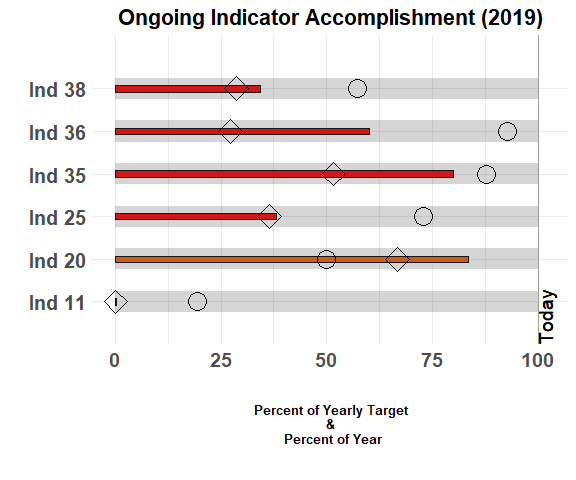 Ongoing Indicator Accomplishment (2019)
Ind 38
Ind 36
Ind 35
Ind 25
Ind 20
Ind 11
Today
0 25 50 75 100
Percent of Yearly Target
&
Percent of Year